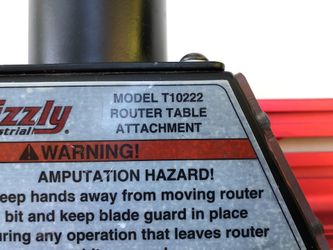 izzly®
ustrial
MODEL T10222
ROUTER TABLE
ATTACHMENT
WARNING!
AMPUTATION HAZARD!
eep hands away from moving router
bit and keep blade guard in place
uring any operation that leaves router